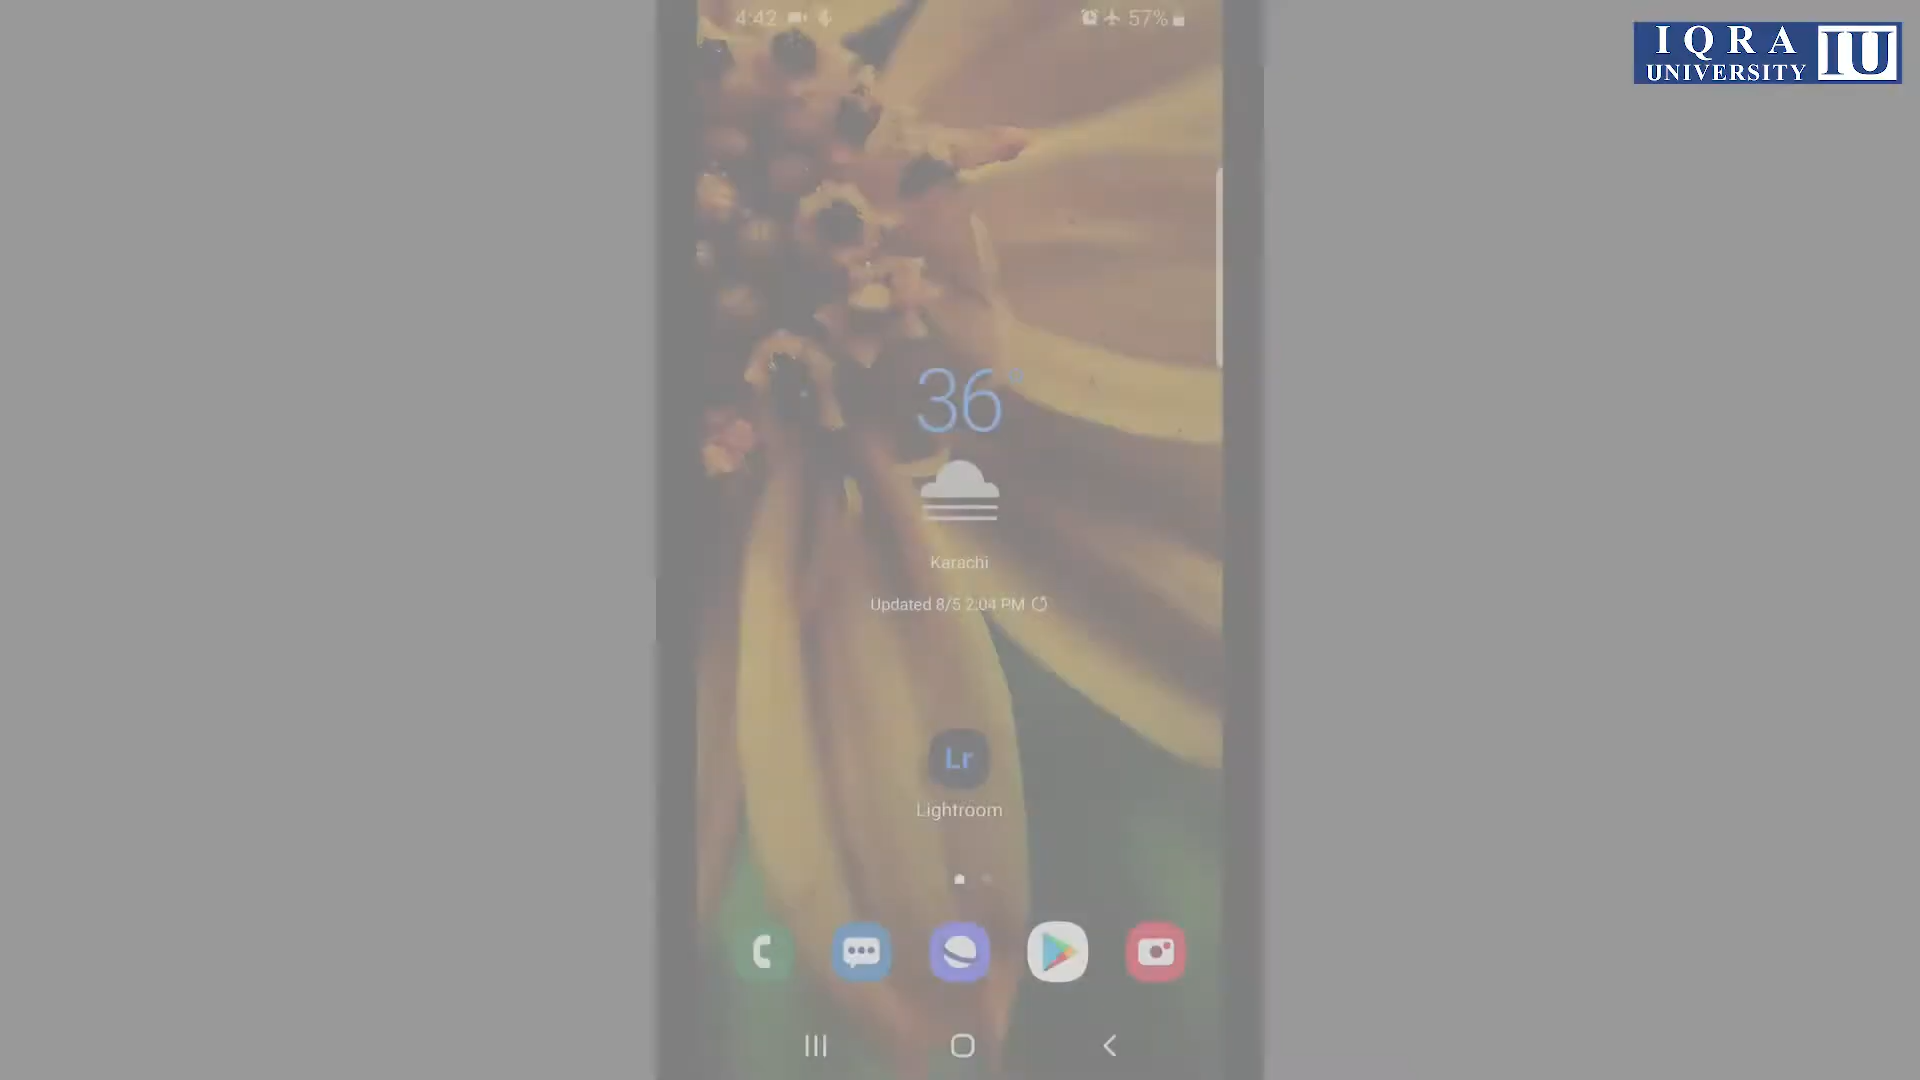 4:42
57%
IQRA
UNIVERSITY
IU
36°
Karachi
Updated 8/5 2:04 PM
Lr
Lightroom